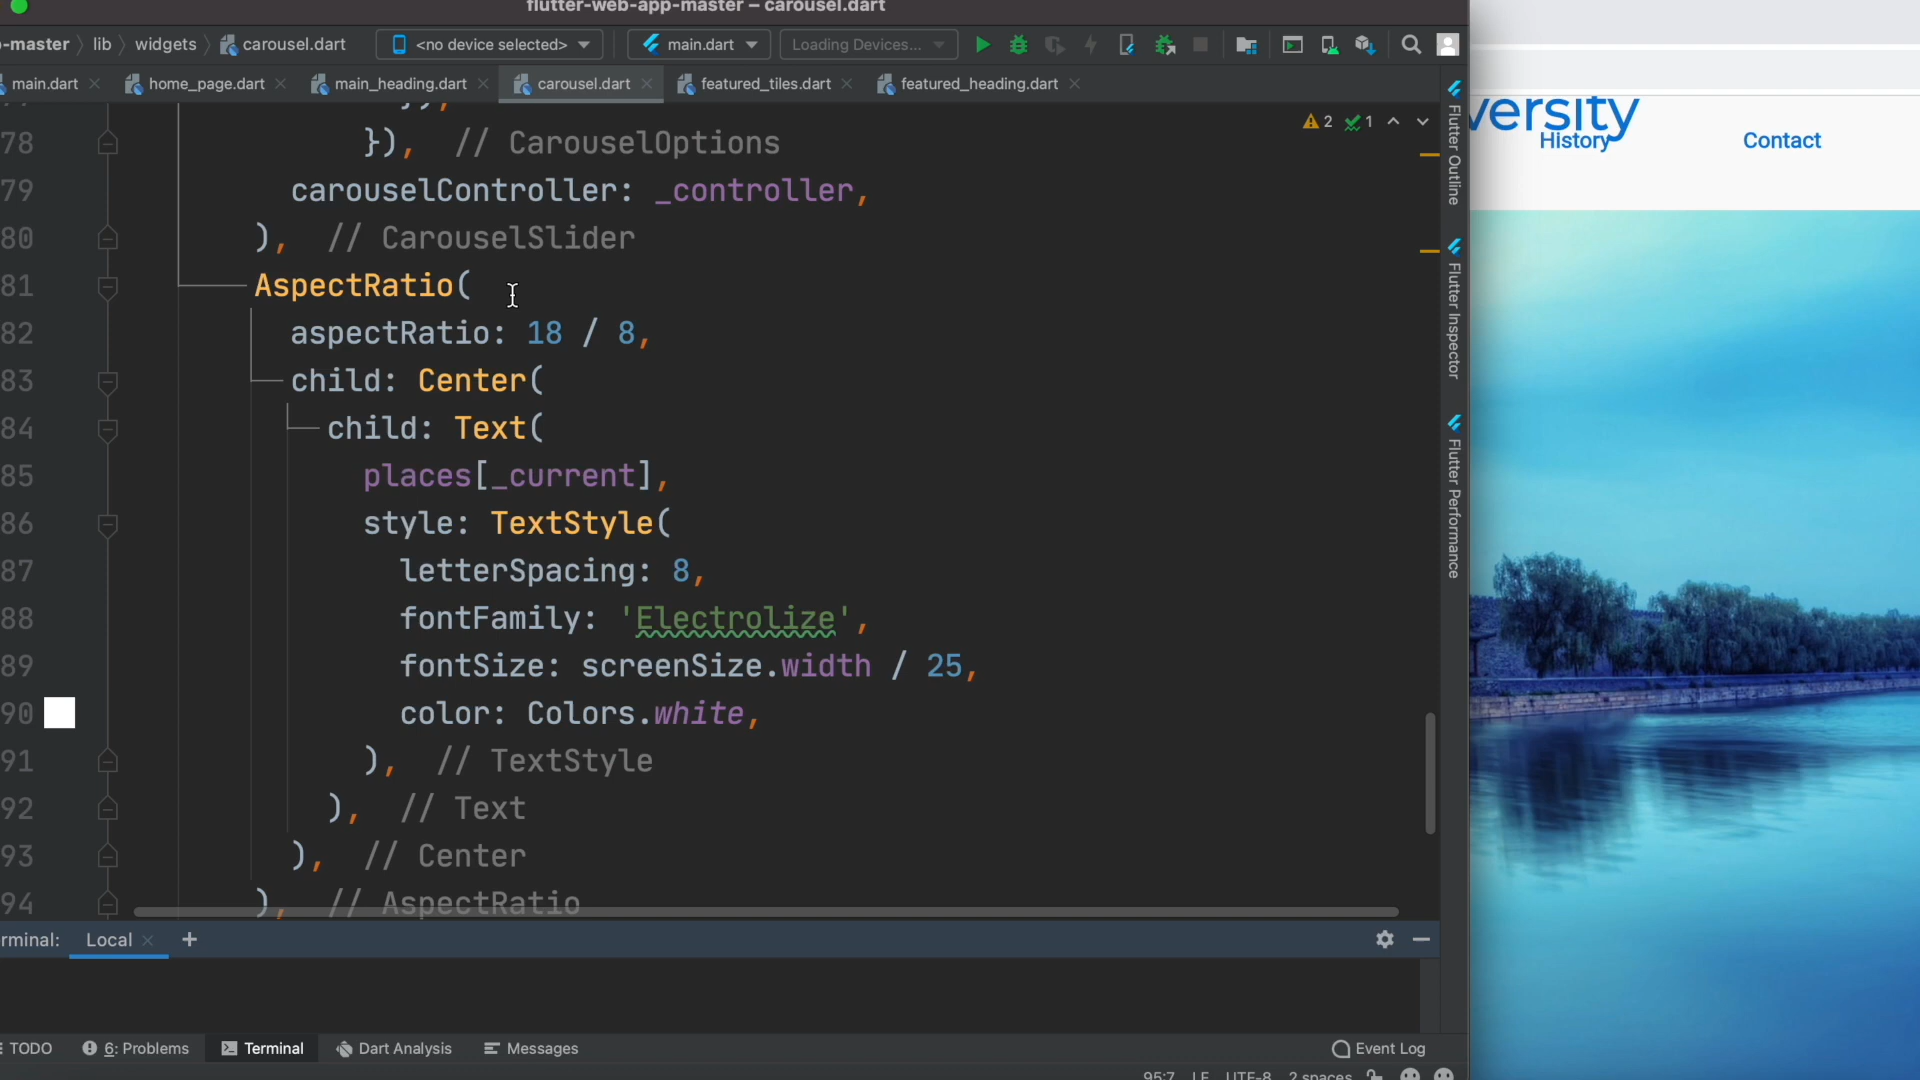 flutter-web-app-master – carousel.dart
-master lib widgets carousel.dart <no device selected> main.dart Loading Devices...
main.dart home_page.dart main_heading.dart carousel.dart featured_tiles.dart featured_heading.dart
2 1
78 }), // CarouselOptions
79 carouselController: _controller,
80 ), // CarouselSlider
81 AspectRatio(
82 aspectRatio: 18 / 8,
83 child: Center(
84 child: Text(
85 places[_current],
86 style: TextStyle(
87 letterSpacing: 8,
88 fontFamily: 'Electrolize',
89 fontSize: screenSize.width / 25,
90 color: Colors.white,
91 ), // TextStyle
92 ), // Text
93 ), // Center
94 ), // AspectRatio
rminal: Local +
TODO 6: Problems Terminal Dart Analysis Messages Event Log
95:7 LF UTF-8 2 spaces
Flutter Outline
Flutter Inspector
Flutter Performance
versity
History Contact